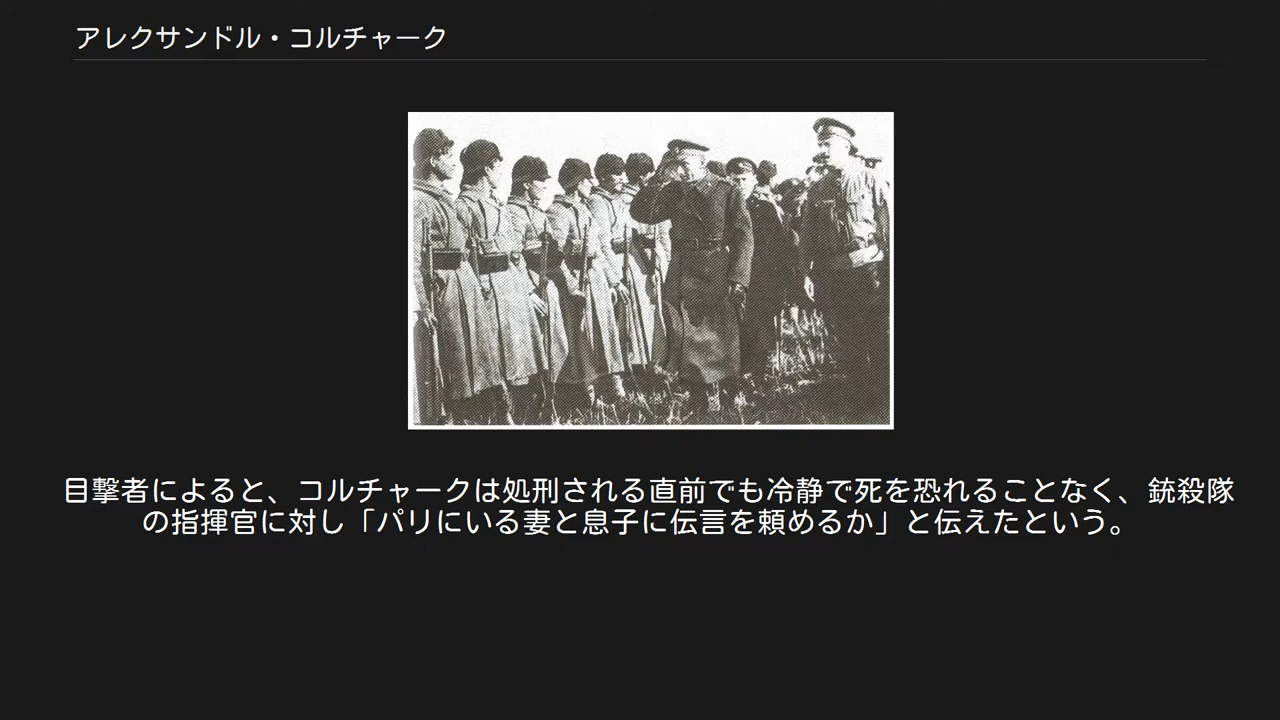 アレクサンドル・コルチャーク
目撃者によると、コルチャークは処刑される直前でも冷静で死を恐れることなく、銃殺隊
の指揮官に対し「パリにいる妻と息子に伝言を頼めるか」と伝えたという。